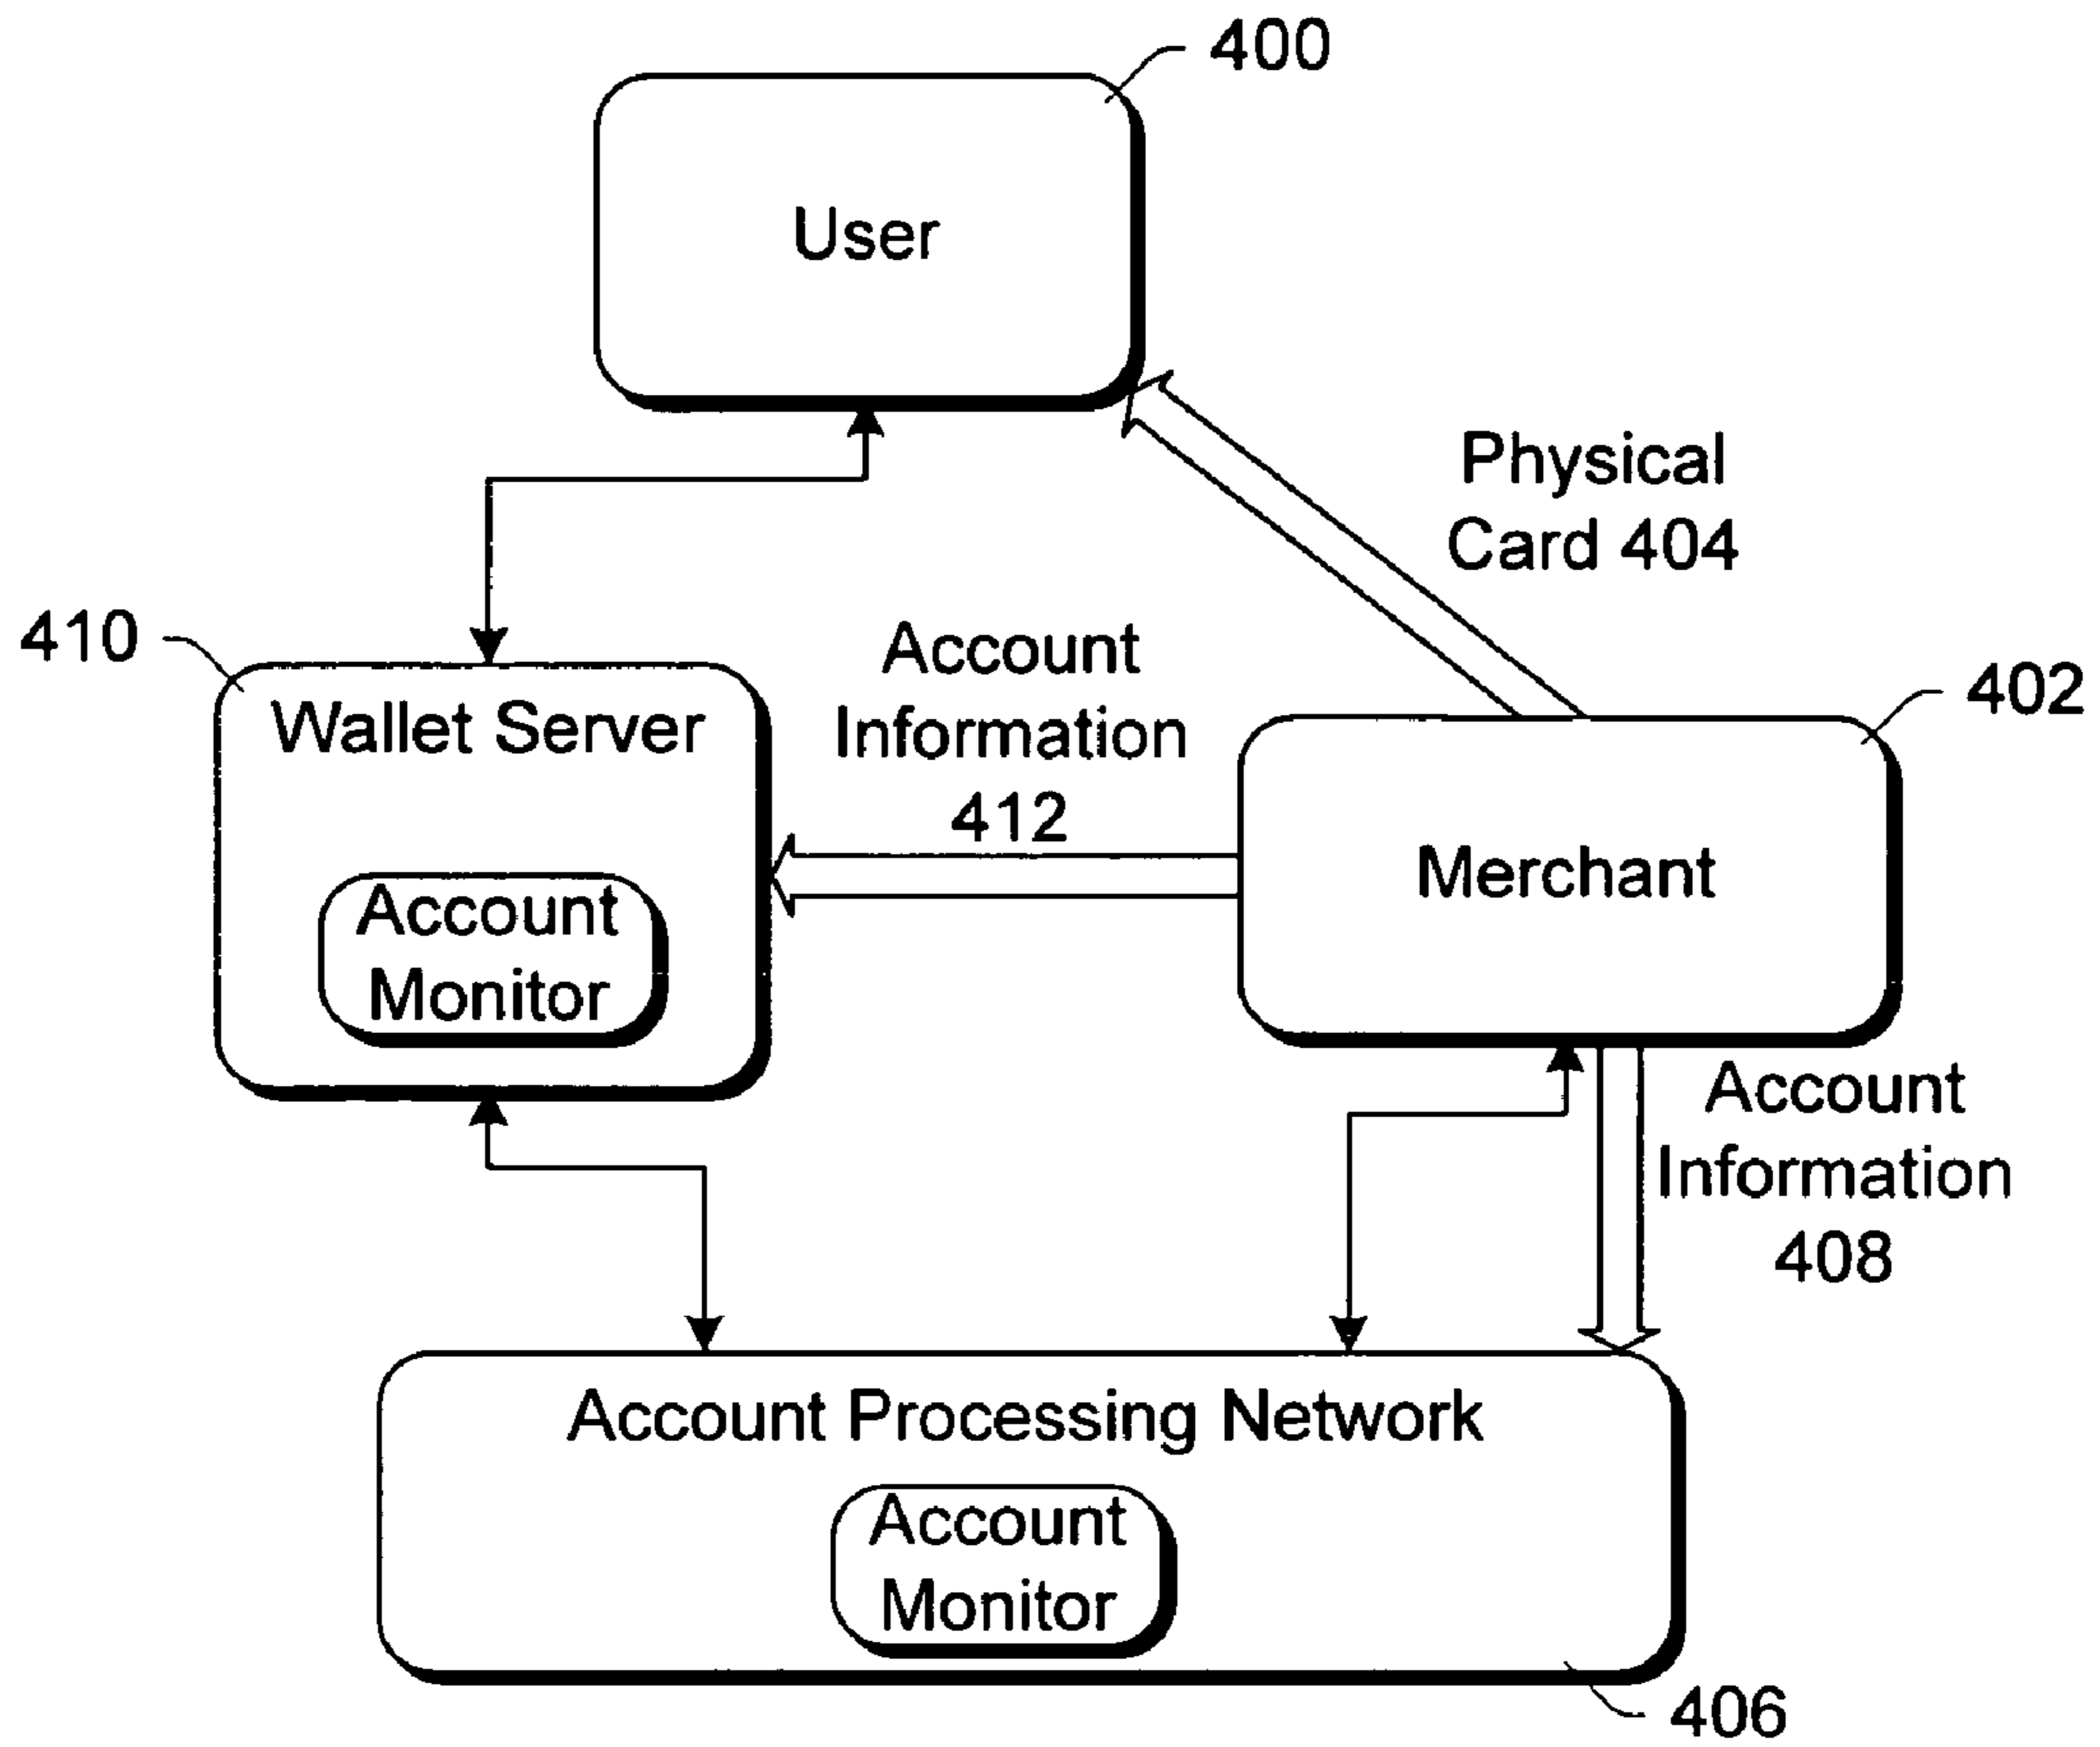 400
User
Physical
Card 404
410
Account
Information
412
402
Wallet Server
Merchant
Account
Monitor
Account
Information
408
Account Processing Network
Account
Monitor
406